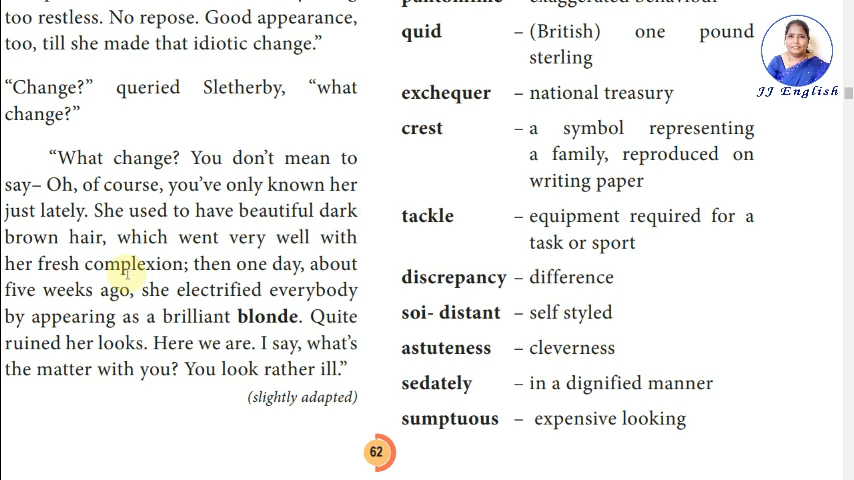 too restless. No repose. Good appearance,
too, till she made that idiotic change.”
“Change?” queried Sletherby, “what
change?”
“What change? You don’t mean to
say– Oh, of course, you’ve only known her
just lately. She used to have beautiful dark
brown hair, which went very well with
her fresh complexion; then one day, about
five weeks ago, she electrified everybody
by appearing as a brilliant blonde. Quite
ruined her looks. Here we are. I say, what’s
the matter with you? You look rather ill.”
(slightly adapted)
quid – (British) one pound
sterling
exchequer – national treasury
crest – a symbol representing
a family, reproduced on
writing paper
tackle – equipment required for a
task or sport
discrepancy – difference
soi- distant – self styled
astuteness – cleverness
sedately – in a dignified manner
sumptuous – expensive looking
62
JJ English